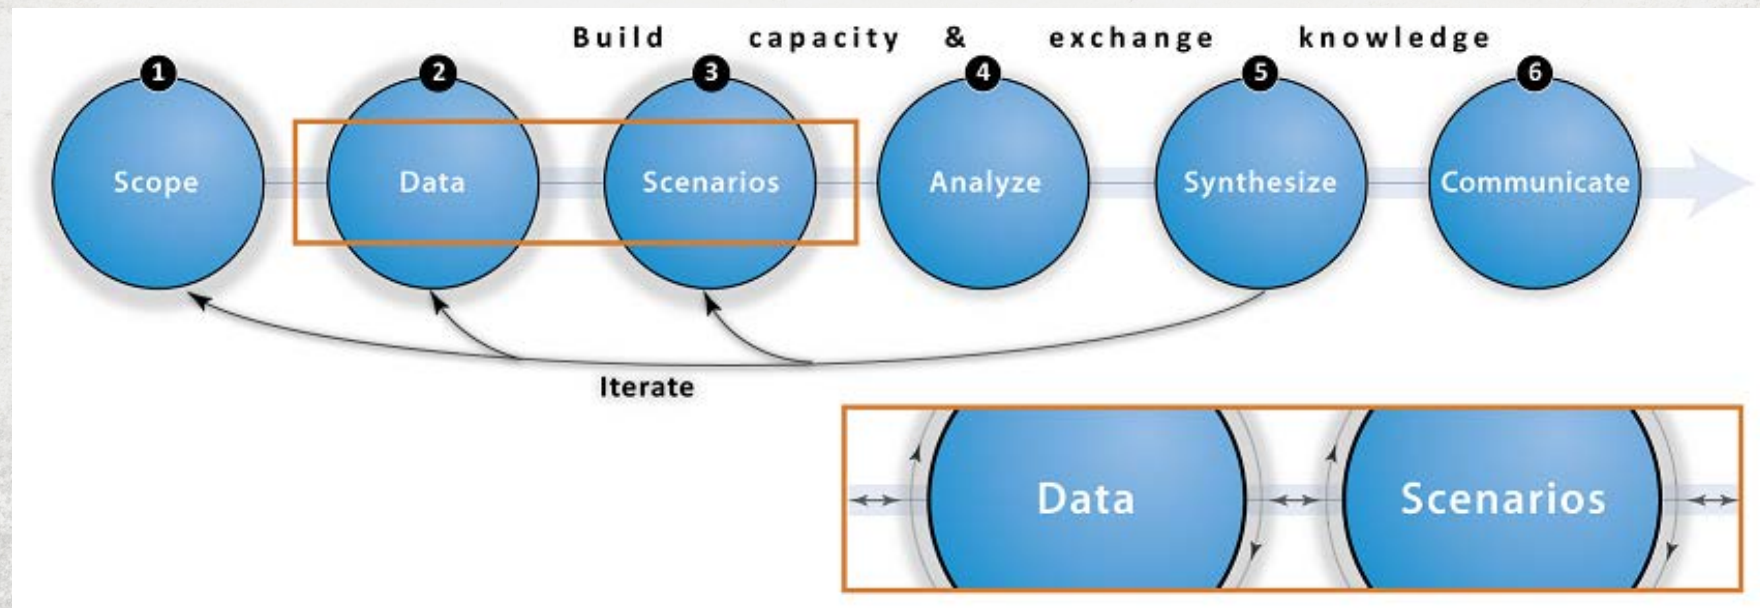 Build capacity & exchange knowledge
1 2 3 4 5 6
Scope Data Scenarios Analyze Synthesize Communicate
Iterate
Data Scenarios